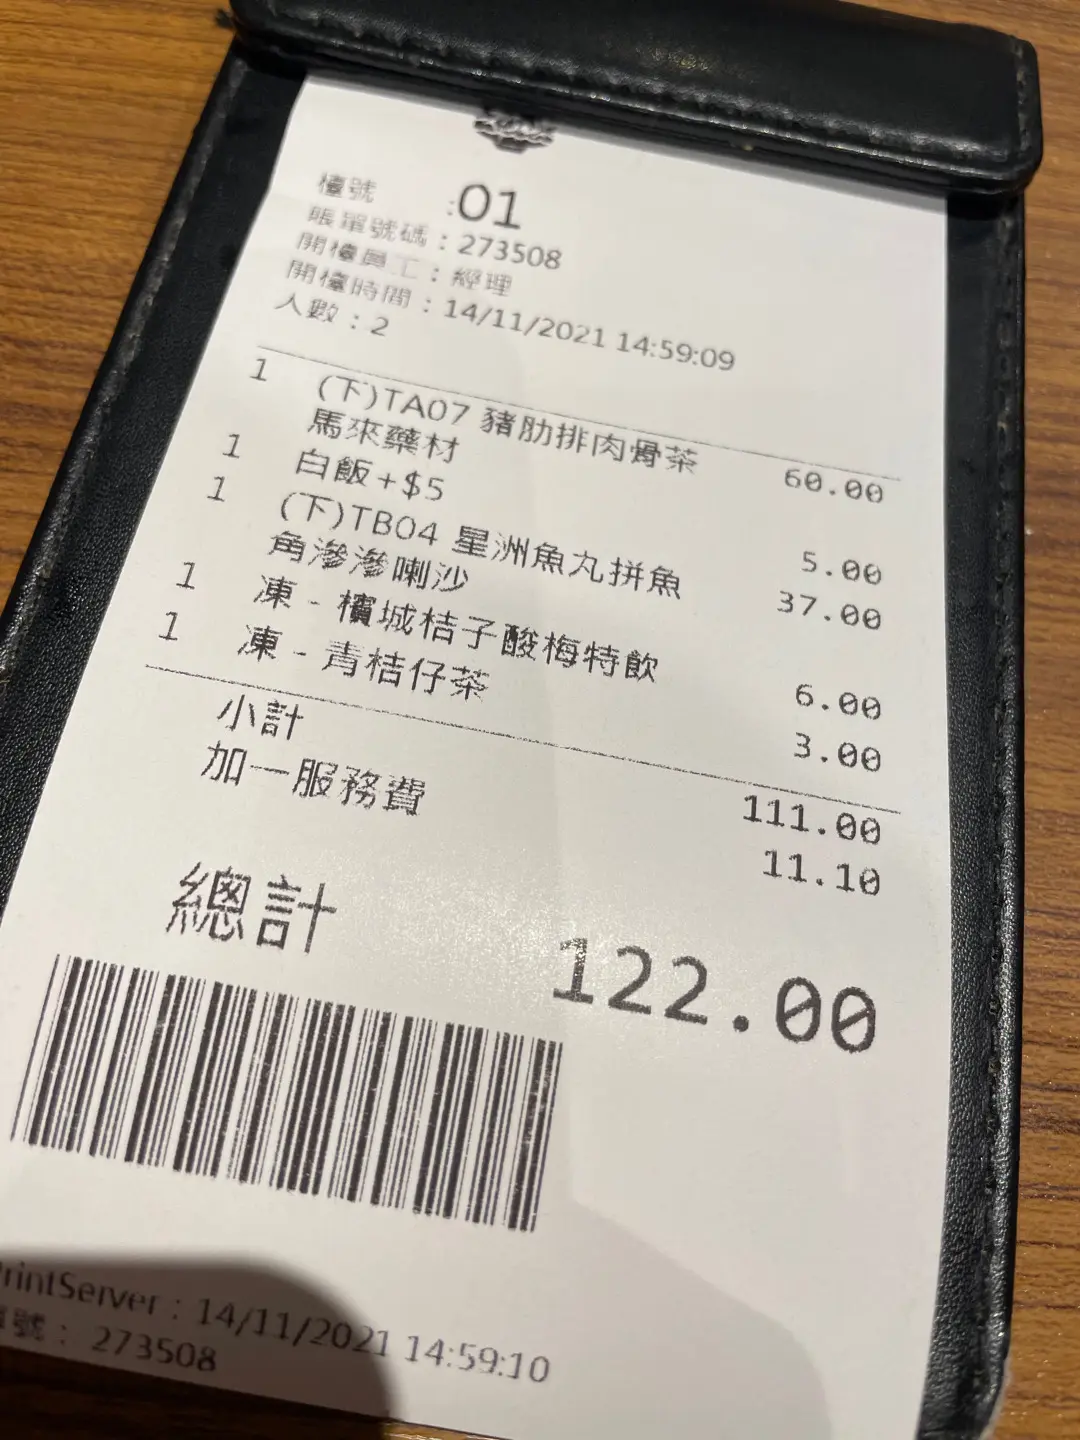 檯號 :01
賬單號碼：273508
開檯員工：經理
開檯時間：14/11/2021 14:59:09
人數：2
1 (下)TA07 豬肋排肉骨茶 60.00
馬來藥材
1 白飯+$5 5.00
1 (下)TB04 星洲魚丸拼魚 37.00
角滲滲喇沙
1 凍 - 檳城桔子酸梅特飲 6.00
1 凍 - 青桔仔茶 3.00
小計 111.00
加一服務費 11.10
總計 122.00
PrintServer : 14/11/2021 14:59:10
號： 273508